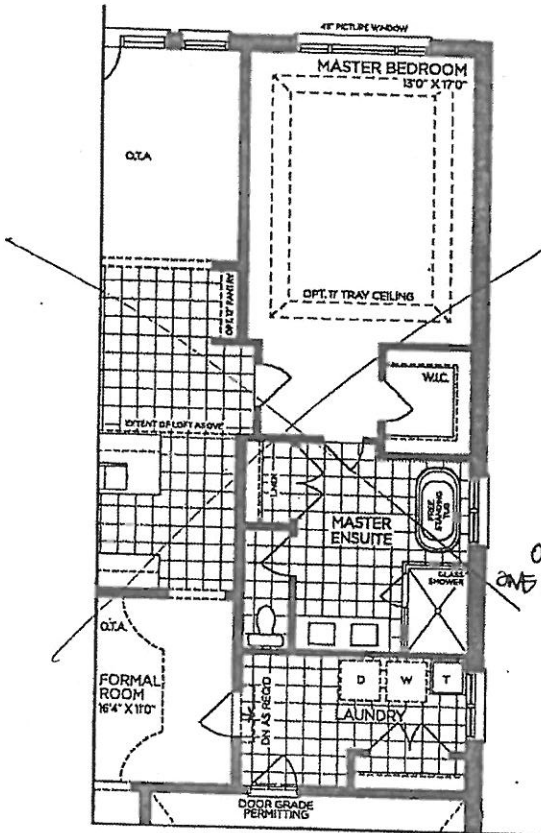 48" PICTURE WINDOW
MASTER BEDROOM
13'0" X 17'0"
O.T.A
OPT. 12" PANTRY
OPT. 11' TRAY CEILING
W.I.C.
EXTENT OF LOFT ABOVE
LINEN
MASTER
ENSUITE
FREE
STANDING
TUB
GLASS
SHOWER
O.T.A.
FORMAL
ROOM
16'4" X 11'0"
DN AS REQ'D
D
W
T
LAUNDRY
DOOR GRADE
PERMITTING